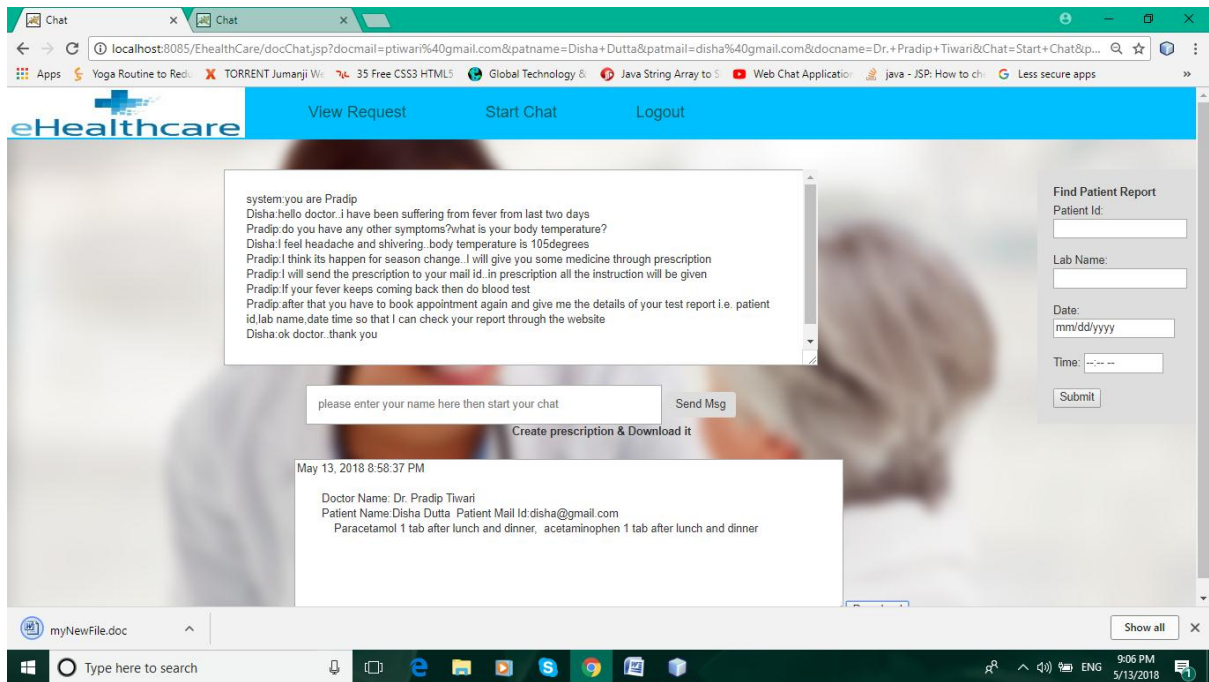 Chat
Chat
localhost:8085/EhealthCare/docChat.jsp?docmail=ptiwari%40gmail.com&patname=Disha+Dutta&patmail=disha%40gmail.com&docname=Dr.+Pradip+Tiwari&Chat=Start+Chat&p...
Apps Yoga Routine to Red TORRENT Jumanji W 35 Free CSS3 HTML5 Global Technology & Java String Array to S Web Chat Application java - JSP: How to ch Less secure apps »
eHealthcare
View Request Start Chat Logout
system:you are Pradip
Disha:hello doctor..i have been suffering from fever from last two days
Pradip:do you have any other symptoms?what is your body temperature?
Disha:I feel headache and shivering..body temperature is 105degrees
Pradip:I think its happen for season change..I will give you some medicine through prescription
Pradip:I will send the prescription to your mail id..in prescription all the instruction will be given
Pradip:If your fever keeps coming back then do blood test
Pradip:after that you have to book appointment again and give me the details of your test report i.e. patient
id,lab name,date time so that I can check your report through the website
Disha:ok doctor..thank you
Find Patient Report
Patient Id:
Lab Name:
Date:
mm/dd/yyyy
Time: --:-- --
Submit
please enter your name here then start your chat
Send Msg
Create prescription & Download it
May 13, 2018 8:58:37 PM
Doctor Name: Dr. Pradip Tiwari
Patient Name:Disha Dutta Patient Mail Id:disha@gmail.com
Paracetamol 1 tab after lunch and dinner, acetaminophen 1 tab after lunch and dinner
myNewFile.doc
Show all
Type here to search
ENG
9:06 PM
5/13/2018
1